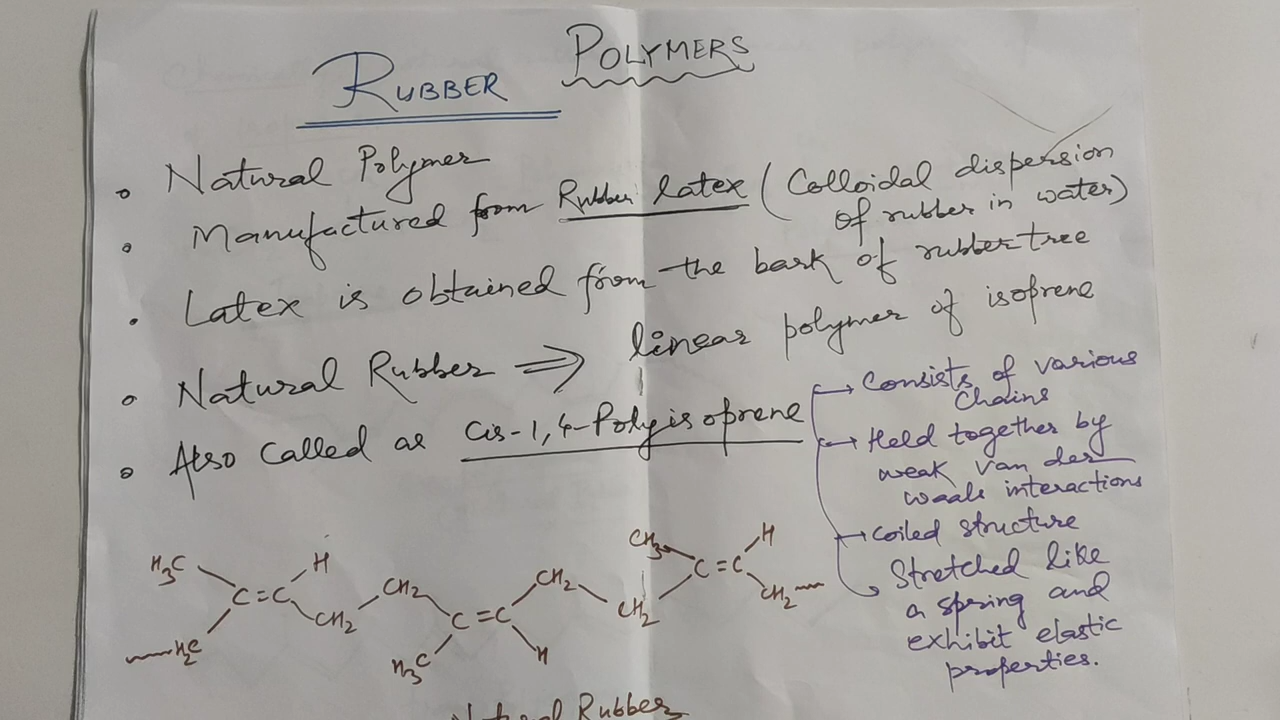 POLYMERS
RUBBER
Natural Polymer
Manufactured from Rubber latex (Colloidal dispersion
of rubber in water)
Latex is obtained from the bark of rubber tree
Natural Rubber ⇒ linear polymer of isoprene
Also called as Cis-1,4-Polyisoprene
→ Consists of various
Chains
→ Held together by
weak van der
waals interactions
→ coiled structure
Stretched like
a spring and
exhibit elastic
properties.
H₃C H CH₂ CH₂ CH₃ H
C=C CH₂ C=C CH₂ C=C CH₂
H₂C H₃C H
Natural Rubber